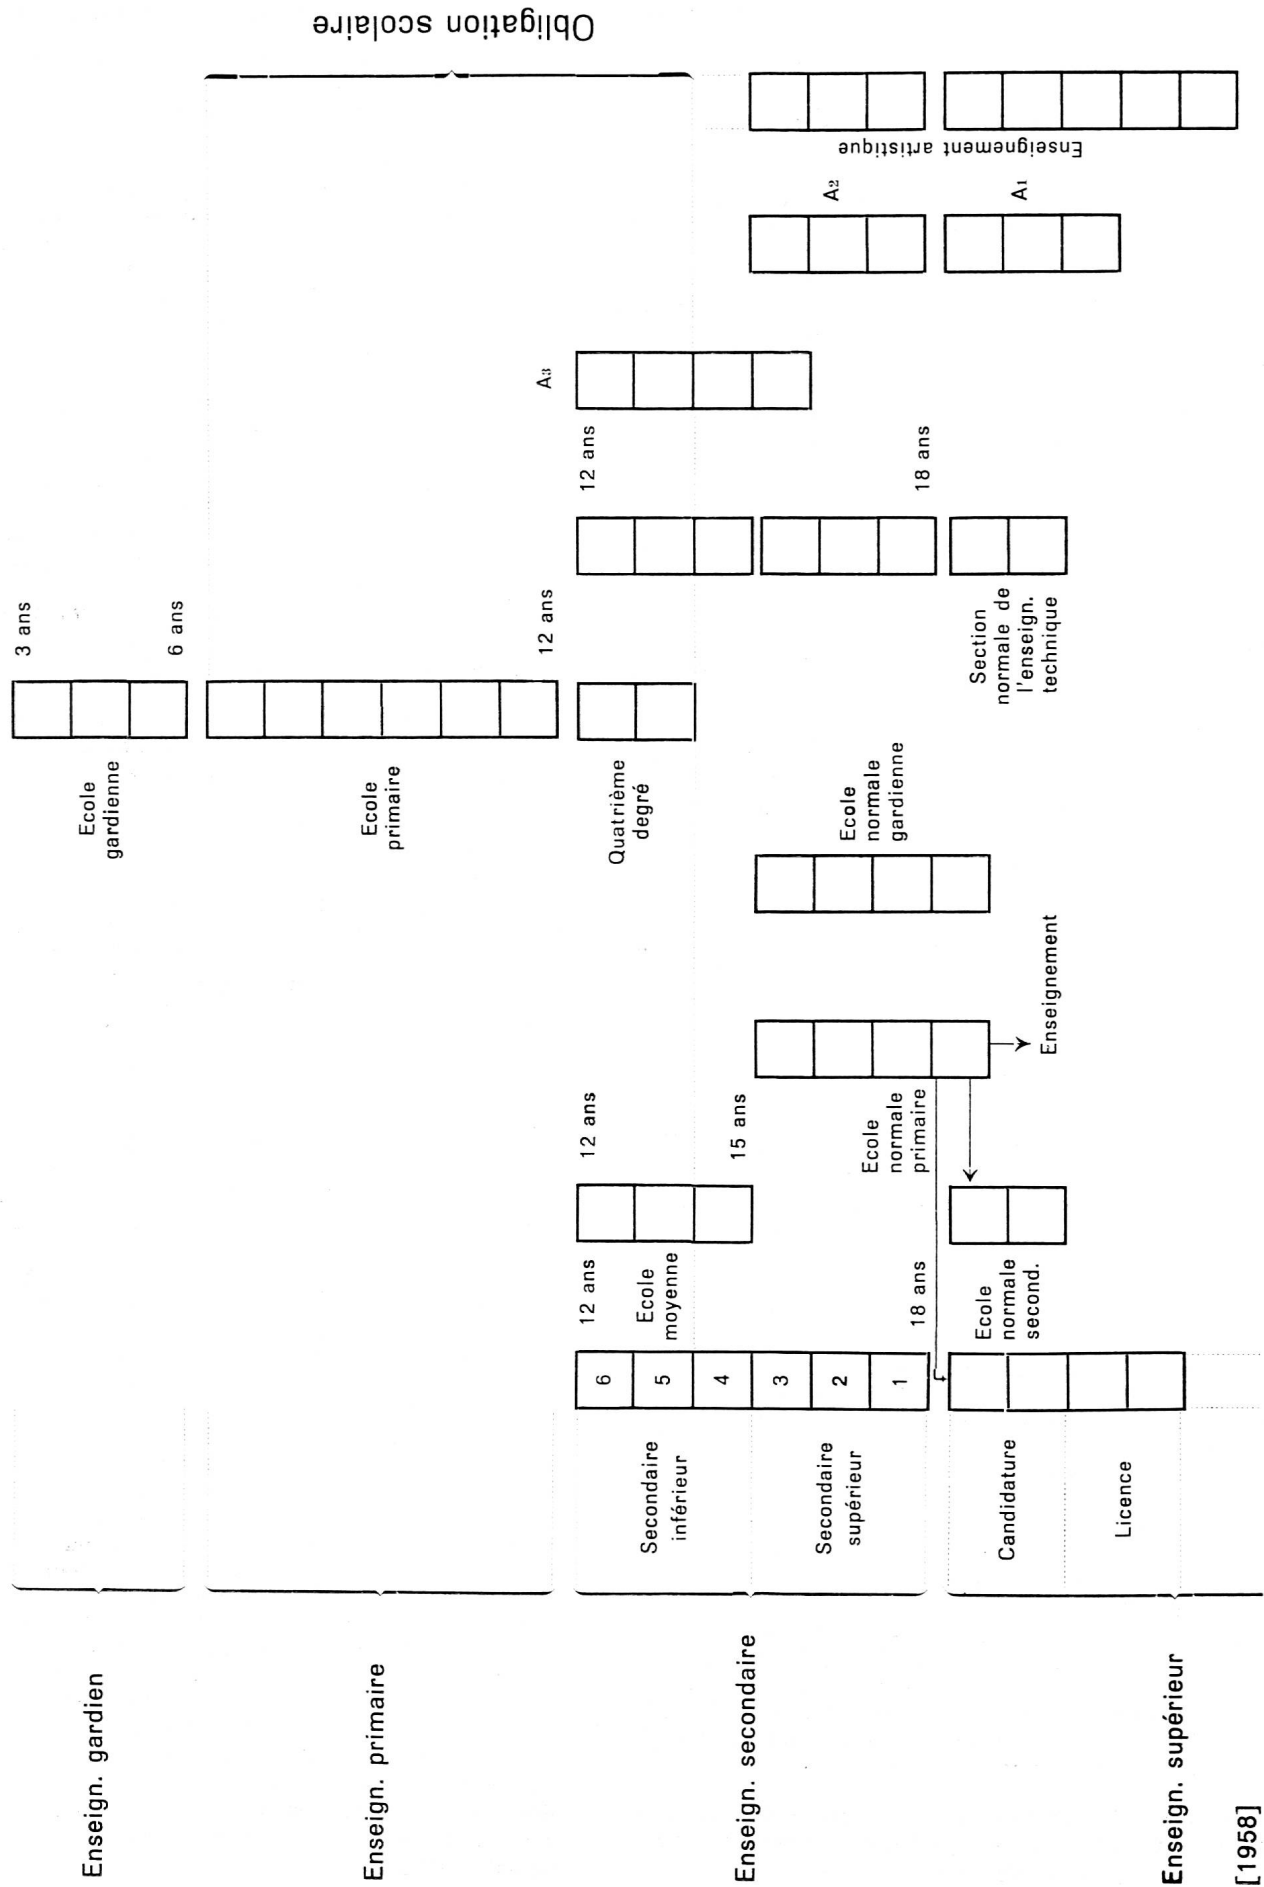 Obligation scolaire
3 ans
6 ans
12 ans
Ecole
gardienne
Ecole
primaire
Quatrième
degré
A3
12 ans
18 ans
A2
A1
Enseignement artistique
Section
normale de
l'enseign.
technique
Ecole
normale
gardienne
Enseignement
Ecole
normale
primaire
12 ans
15 ans
12 ans
Ecole
moyenne
18 ans
Ecole
normale
second.
6
5
4
3
2
1
Secondaire
inférieur
Secondaire
supérieur
Candidature
Licence
Enseign. gardien
Enseign. primaire
Enseign. secondaire
Enseign. supérieur
[1958]